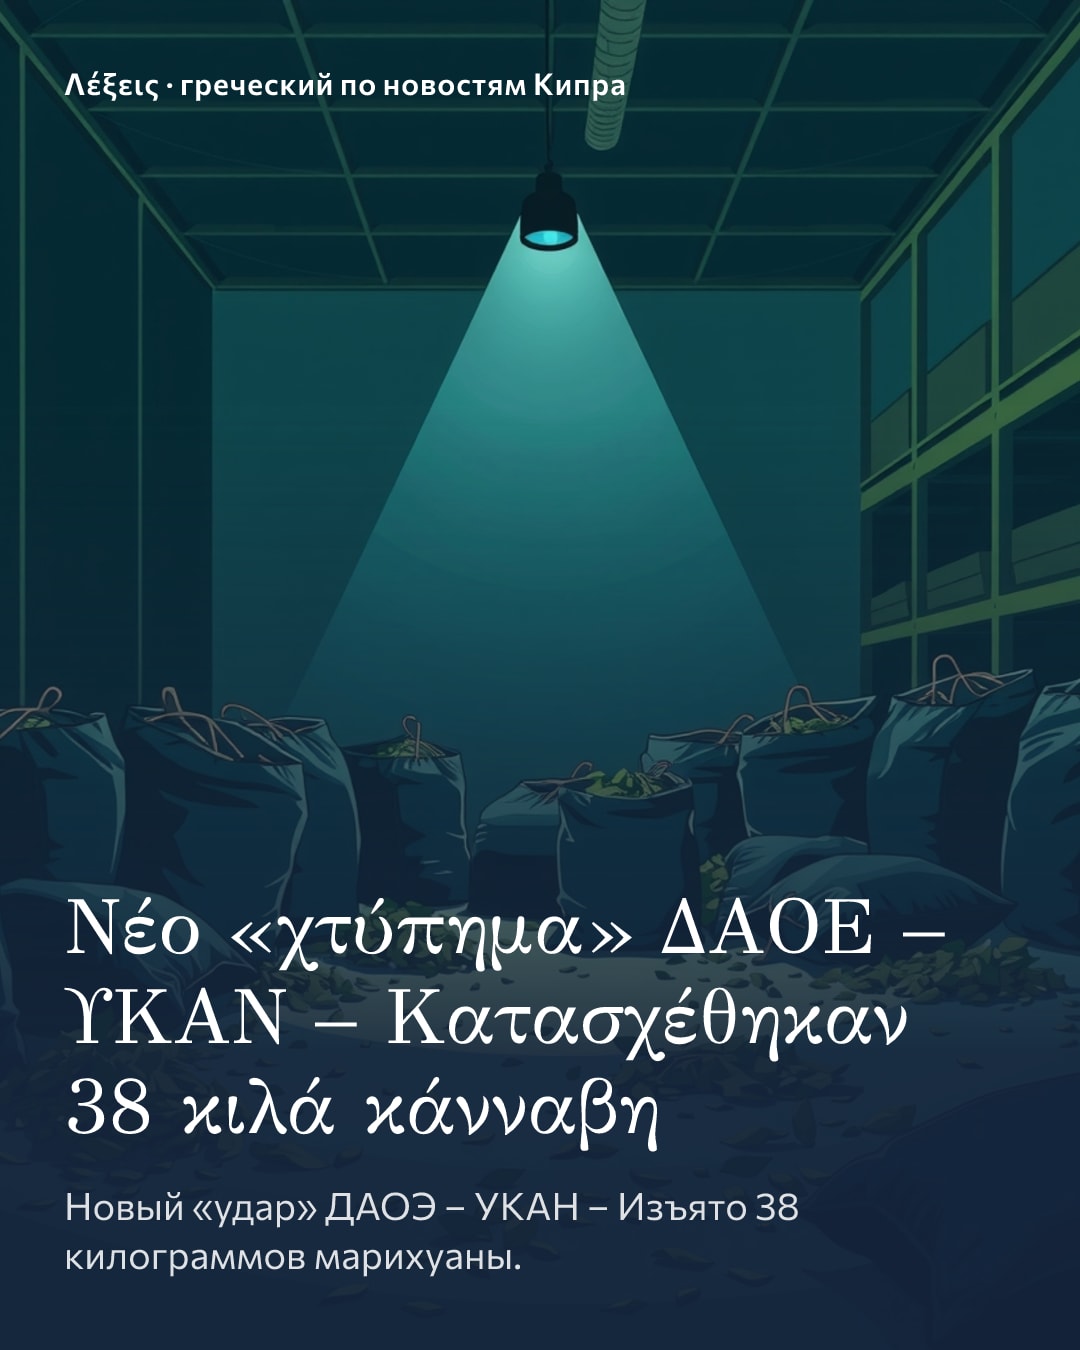 Λέξεις · греческий по новостям Кипра
Νέο «χτύπημα» ΔΑΟΕ –
ΥΚΑΝ – Κατασχέθηκαν
38 κιλά κάνναβη
Новый «удар» ДАОЭ – УКАН – Изъято 38
килограммов марихуаны.